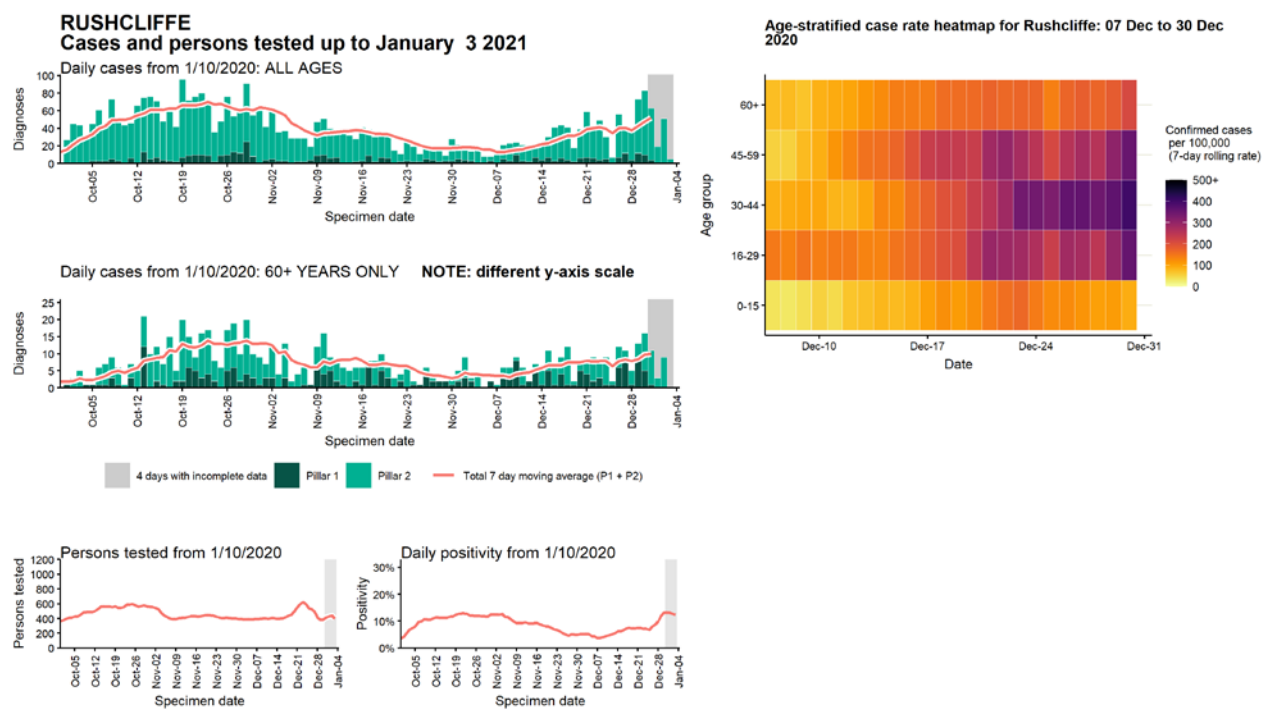 RUSHCLIFFE
Cases and persons tested up to January 3 2021
Daily cases from 1/10/2020: ALL AGES
Diagnoses
100
80
60
40
20
0
Oct-05
Oct-12
Oct-19
Oct-26
Nov-02
Nov-09
Nov-16
Nov-23
Nov-30
Dec-07
Dec-14
Dec-21
Dec-28
Jan-04
Specimen date
Daily cases from 1/10/2020: 60+ YEARS ONLY NOTE: different y-axis scale
Diagnoses
25
20
15
10
5
0
Oct-05
Oct-12
Oct-19
Oct-26
Nov-02
Nov-09
Nov-16
Nov-23
Nov-30
Dec-07
Dec-14
Dec-21
Dec-28
Jan-04
Specimen date
4 days with incomplete data
Pillar 1
Pillar 2
Total 7 day moving average (P1 + P2)
Persons tested from 1/10/2020
Persons tested
1200
1000
800
600
400
200
0
Oct-05
Oct-12
Oct-19
Oct-26
Nov-02
Nov-09
Nov-16
Nov-23
Nov-30
Dec-07
Dec-14
Dec-21
Dec-28
Jan-04
Specimen date
Daily positivity from 1/10/2020
Positivity
30%
20%
10%
0%
Oct-05
Oct-12
Oct-19
Oct-26
Nov-02
Nov-09
Nov-16
Nov-23
Nov-30
Dec-07
Dec-14
Dec-21
Dec-28
Jan-04
Specimen date
Age-stratified case rate heatmap for Rushcliffe: 07 Dec to 30 Dec
2020
Age group
60+
45-59
30-44
16-29
0-15
Dec-10
Dec-17
Dec-24
Dec-31
Date
Confirmed cases
per 100,000
(7-day rolling rate)
500+
400
300
200
100
0